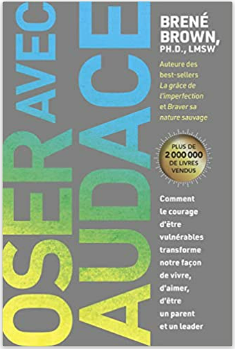 OSER AVEC
AUDACE
BRENÉ
BROWN,
PH.D., LMSW
Auteure des
best-sellers
La grâce de
l'imperfection
et Braver sa
nature sauvage
PLUS DE
2 000 000
DE LIVRES
VENDUS
Comment
le courage
d'être
vulnérables
transforme
notre façon
de vivre,
d'aimer,
d'être
un parent
et un leader